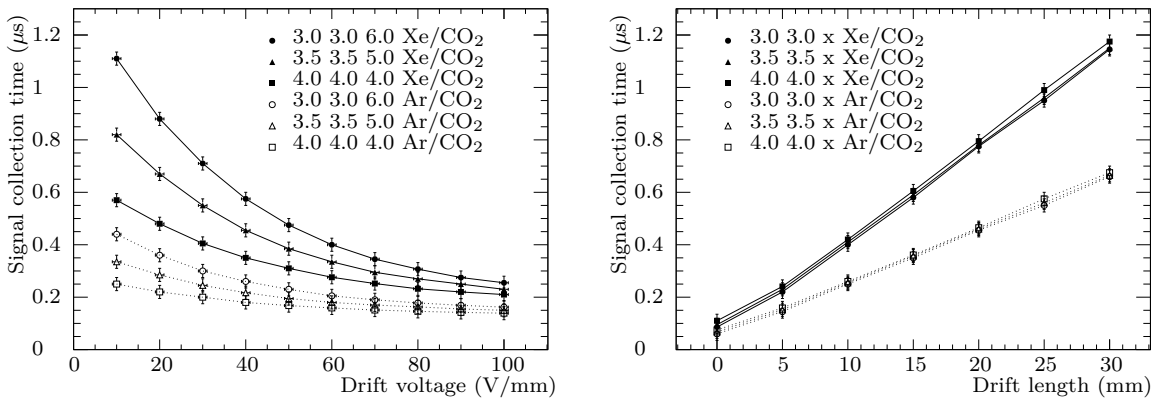 Signal collection time (μs)
1.2
1
0.8
0.6
0.4
0.2
0
3.0 3.0 6.0 Xe/CO2
3.5 3.5 5.0 Xe/CO2
4.0 4.0 4.0 Xe/CO2
3.0 3.0 6.0 Ar/CO2
3.5 3.5 5.0 Ar/CO2
4.0 4.0 4.0 Ar/CO2
0 20 40 60 80 100
Drift voltage (V/mm)
Signal collection time (μs)
1.2
1
0.8
0.6
0.4
0.2
0
3.0 3.0 x Xe/CO2
3.5 3.5 x Xe/CO2
4.0 4.0 x Xe/CO2
3.0 3.0 x Ar/CO2
3.5 3.5 x Ar/CO2
4.0 4.0 x Ar/CO2
0 5 10 15 20 25 30
Drift length (mm)